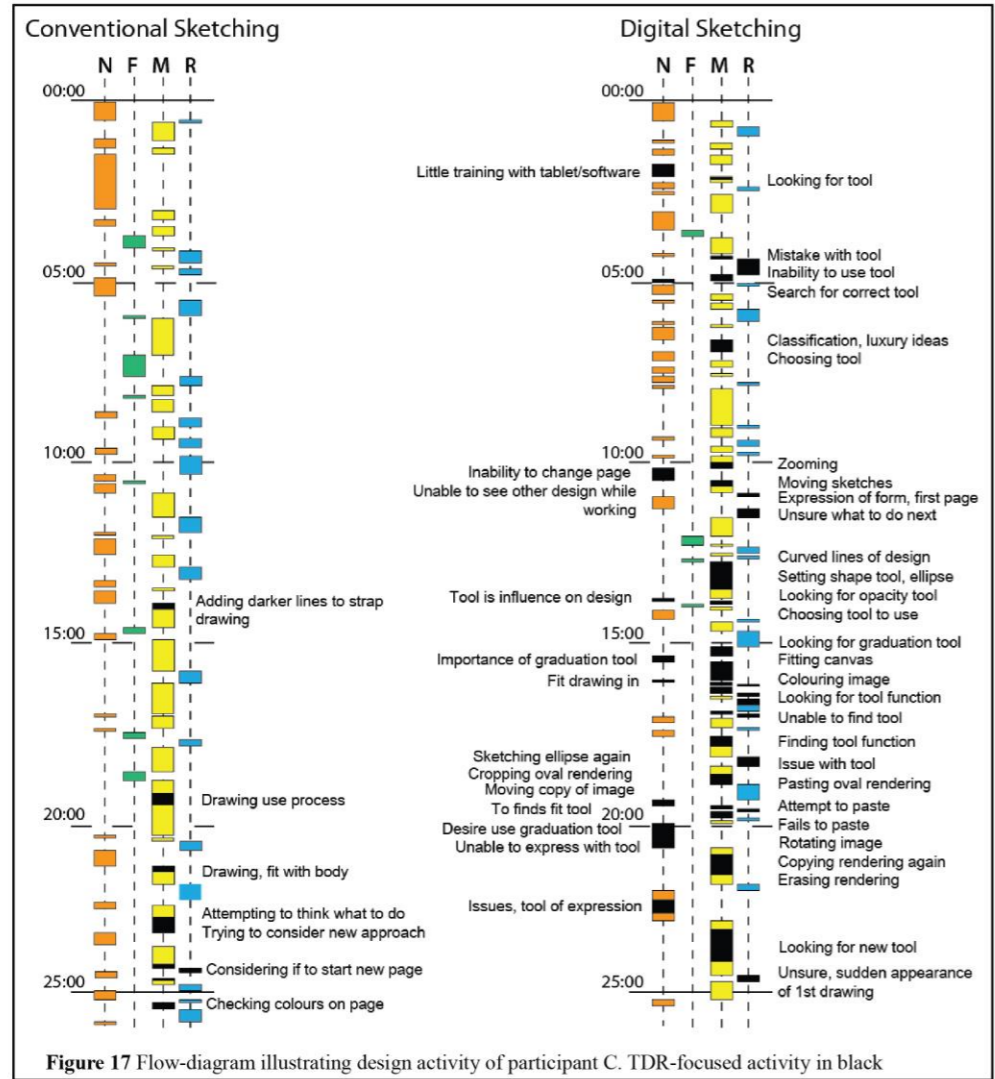 Conventional Sketching
N F M R
00:00
05:00
10:00
Adding darker lines to strap
drawing
15:00
Drawing use process
20:00
Drawing, fit with body
Attempting to think what to do
Trying to consider new approach
Considering if to start new page
25:00
Checking colours on page
Digital Sketching
N F M R
00:00
Little training with tablet/software
Looking for tool
Mistake with tool
Inability to use tool
05:00
Search for correct tool
Classification, luxury ideas
Choosing tool
10:00
Zooming
Inability to change page
Moving sketches
Unable to see other design while
working
Expression of form, first page
Unsure what to do next
Curved lines of design
Setting shape tool, ellipse
Looking for opacity tool
Tool is influence on design
Choosing tool to use
15:00
Looking for graduation tool
Importance of graduation tool
Fitting canvas
Fit drawing in
Colouring image
Looking for tool function
Unable to find tool
Finding tool function
Sketching ellipse again
Issue with tool
Cropping oval rendering
Moving copy of image
Pasting oval rendering
To finds fit tool
Attempt to paste
20:00
Desire use graduation tool
Fails to paste
Unable to express with tool
Rotating image
Copying rendering again
Erasing rendering
Issues, tool of expression
Looking for new tool
Unsure, sudden appearance
of 1st drawing
25:00
Figure 17 Flow-diagram illustrating design activity of participant C. TDR-focused activity in black